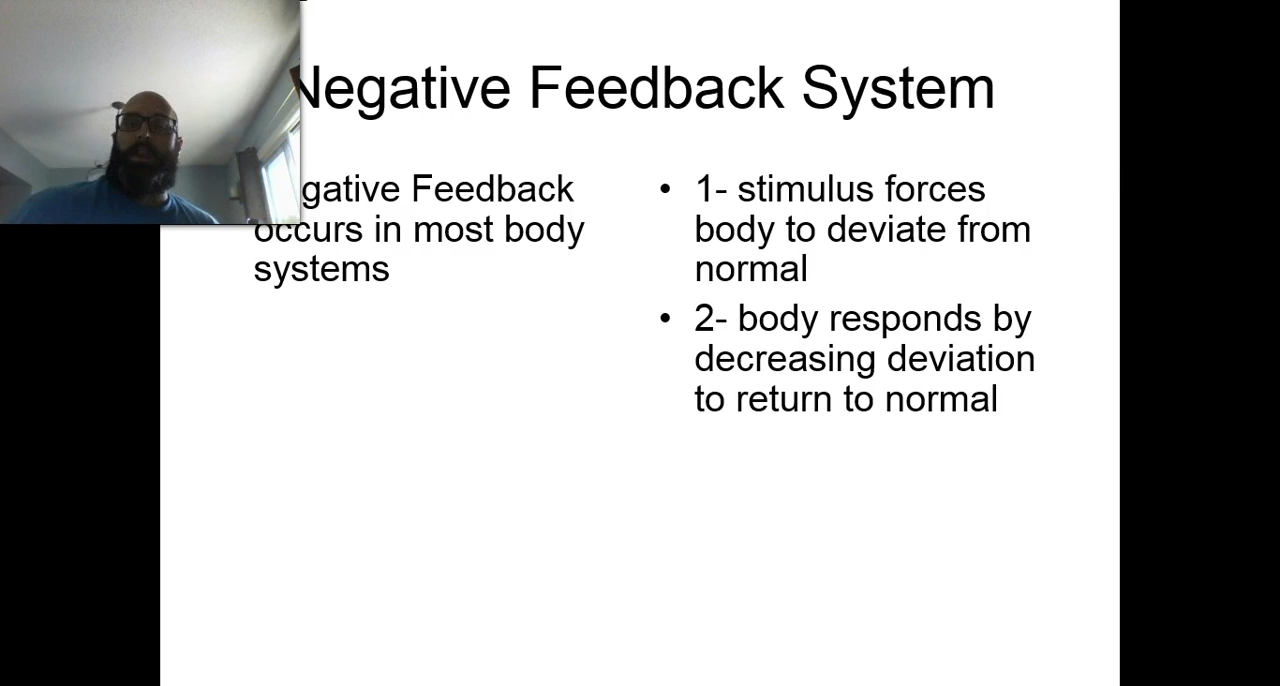 Negative Feedback System
gative Feedback
occurs in most body
systems
• 1- stimulus forces
body to deviate from
normal
• 2- body responds by
decreasing deviation
to return to normal